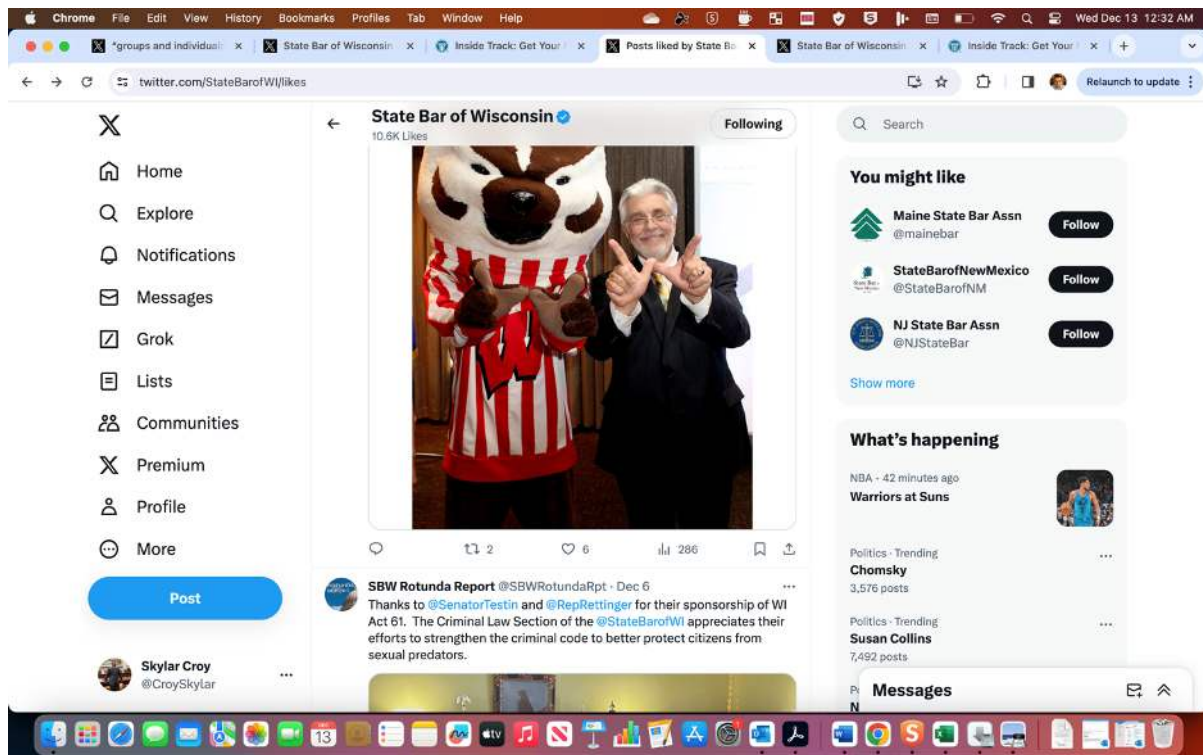 Chrome File Edit View History Bookmarks Profiles Tab Window Help Wed Dec 13 12:32 AM
State Bar of Wisconsin Inside Track: Get Your Posts liked by State Ba State Bar of Wisconsin Inside Track: Get Your
twitter.com/StateBarofWI/likes Relaunch to update
State Bar of Wisconsin
10.6K Likes
Following
Home
Explore
Notifications
Messages
Grok
Lists
Communities
Premium
Profile
More
Post
Skylar Croy
@CroySkylar
W
2 6 286
SBW Rotunda Report @SBWRotundaRpt · Dec 6
Thanks to @SenatorTestin and @RepRettinger for their sponsorship of WI
Act 61. The Criminal Law Section of the @StateBarofWI appreciates their
efforts to strengthen the criminal code to better protect citizens from
sexual predators.
Search
You might like
Maine State Bar Assn
@mainebar
Follow
StateBarofNewMexico
@StateBarofNM
Follow
NJ State Bar Assn
@NJStateBar
Follow
Show more
What's happening
NBA · 42 minutes ago
Warriors at Suns
Politics · Trending
Chomsky
3,576 posts
Politics · Trending
Susan Collins
7,492 posts
Messages
DEC
13
tv